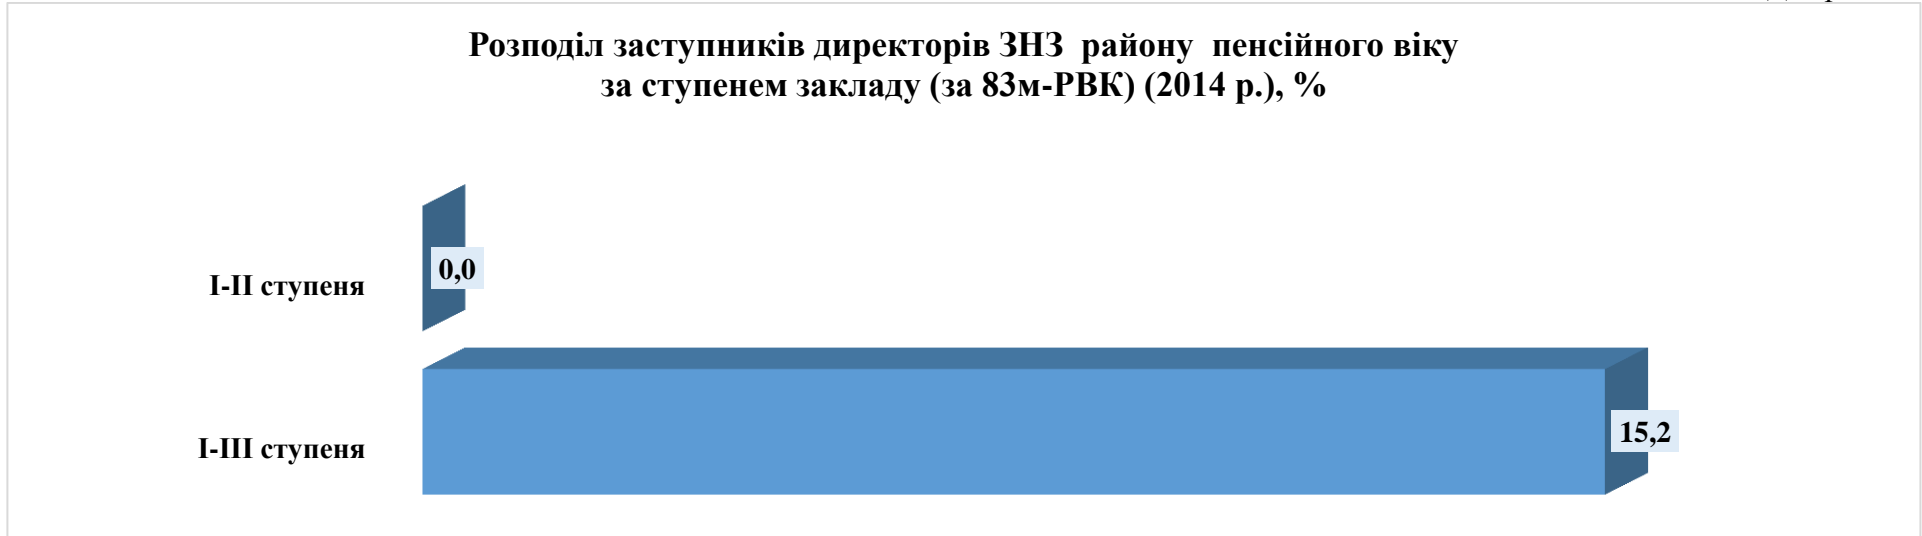 Розподіл заступників директорів ЗНЗ району пенсійного віку
за ступенем закладу (за 83м-РВК) (2014 р.), %
І-ІІ ступеня
0,0
І-ІІІ ступеня
15,2